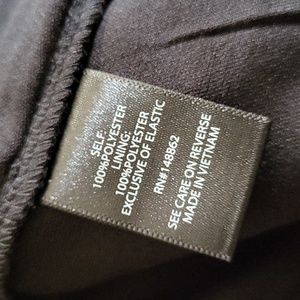 SELF:
100%POLYESTER
LINING:
100%POLYESTER
EXCLUSIVE OF ELASTIC
RN#148862
SEE CARE ON REVERSE
MADE IN VIETNAM